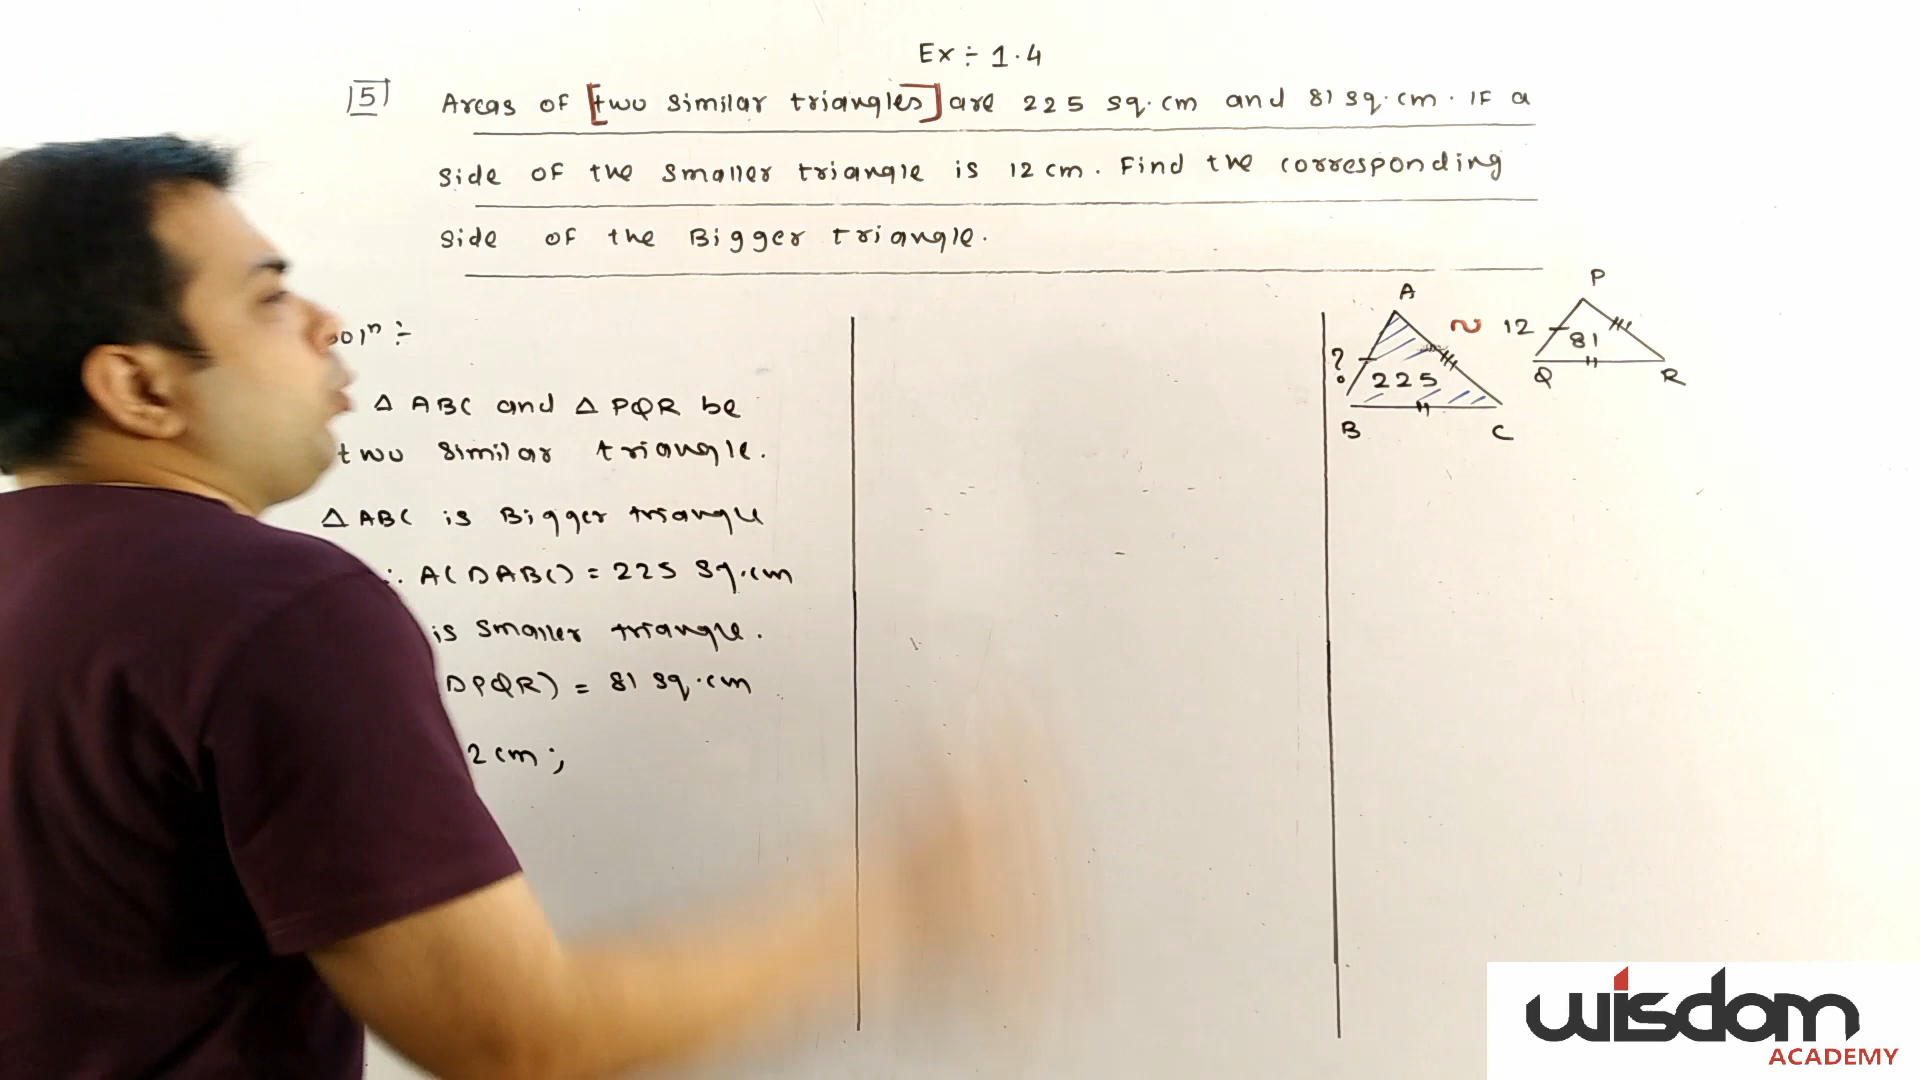 Ex ÷ 1.4
5 Areas of [two similar triangles] are 225 sq.cm and 81 sq.cm. IF a
side of the smaller triangle is 12 cm. Find the corresponding
side of the Bigger triangle.
soln ÷
△ ABC and △ PQR be
two similar triangle.
△ ABC is Bigger triangle
∴ A(△ABC) = 225 sq.cm
is smaller triangle.
△PQR) = 81 sq.cm
2 cm ;
A
B
C
?
225
~
P
12
81
Q
R
wisdom
ACADEMY